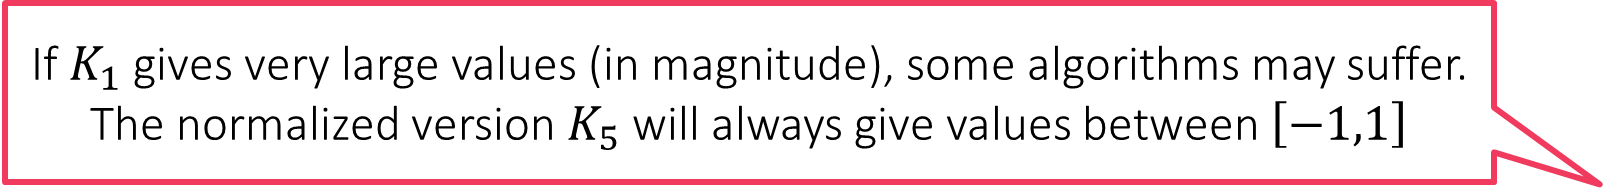 If 𝐾₁ gives very large values (in magnitude), some algorithms may suffer.
The normalized version 𝐾₅ will always give values between [−1,1]